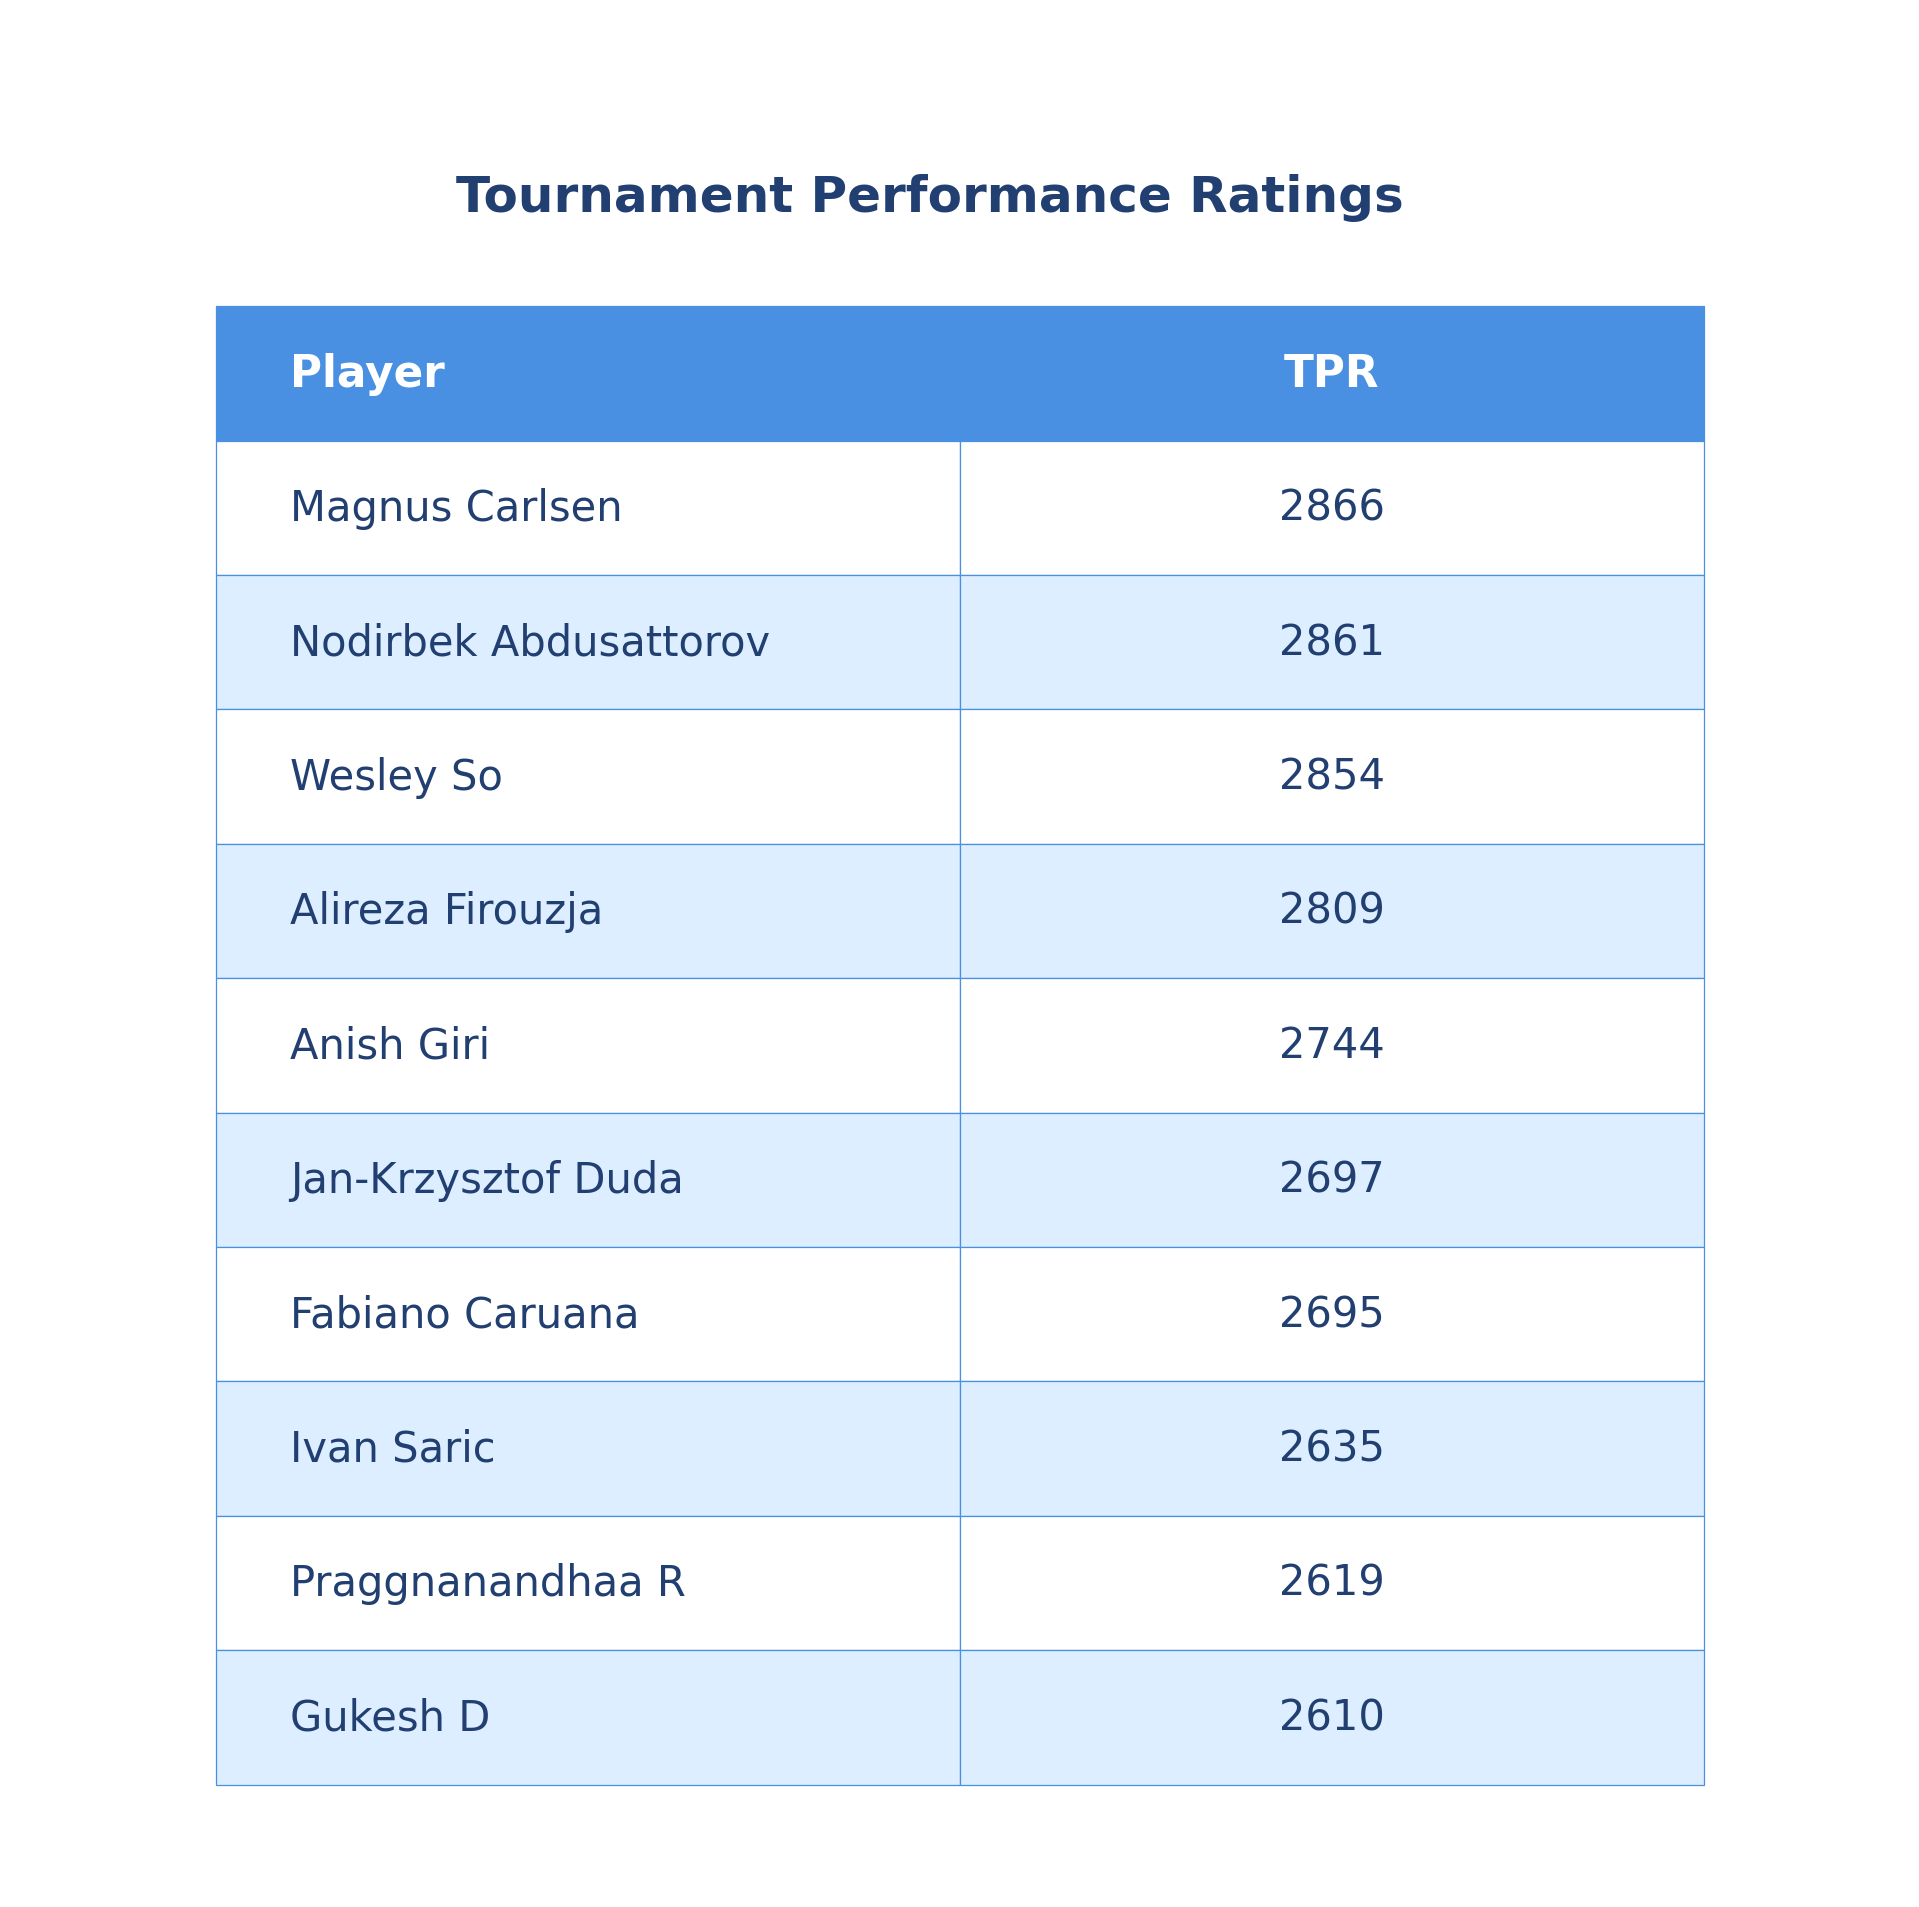 Tournament Performance Ratings
Player TPR
Magnus Carlsen 2866
Nodirbek Abdusattorov 2861
Wesley So 2854
Alireza Firouzja 2809
Anish Giri 2744
Jan-Krzysztof Duda 2697
Fabiano Caruana 2695
Ivan Saric 2635
Praggnanandhaa R 2619
Gukesh D 2610